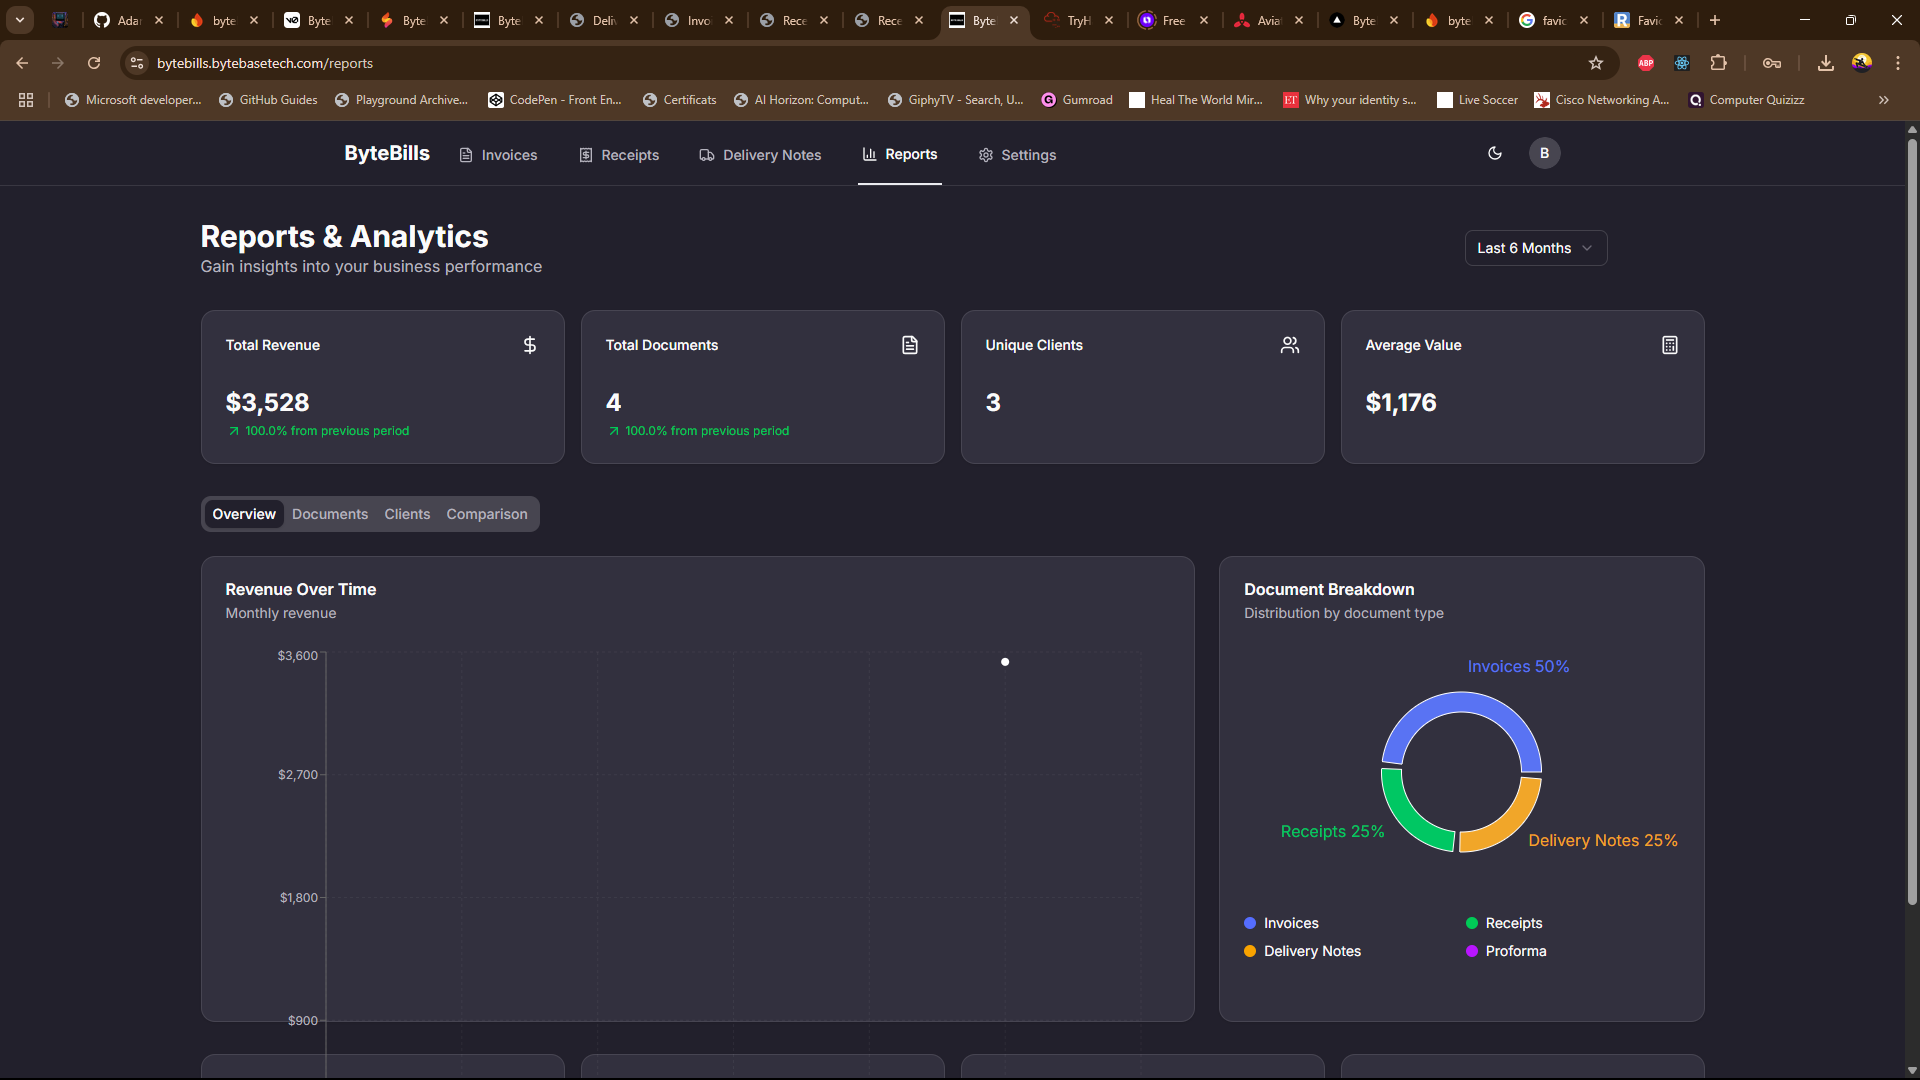 Adar
byte
Byte
Byte
Byte
Deliv
Invoi
Rece
Rece
Byte
TryH
Free
Aviat
Byte
byte
favic
Favic
bytebills.bytebasetech.com/reports
ABP
Microsoft developer...
GitHub Guides
Playground Archive...
CodePen - Front En...
Certificats
AI Horizon: Comput...
GiphyTV - Search, U...
Gumroad
Heal The World Mir...
ET
Why your identity s...
Live Soccer
Cisco Networking A...
Computer Quizizz
ByteBills
Invoices
Receipts
Delivery Notes
Reports
Settings
B
Reports & Analytics
Gain insights into your business performance
Last 6 Months
Total Revenue
$3,528
100.0% from previous period
Total Documents
4
100.0% from previous period
Unique Clients
3
Average Value
$1,176
Overview
Documents
Clients
Comparison
Revenue Over Time
Monthly revenue
$3,600
$2,700
$1,800
$900
Document Breakdown
Distribution by document type
Invoices 50%
Receipts 25%
Delivery Notes 25%
Invoices
Receipts
Delivery Notes
Proforma